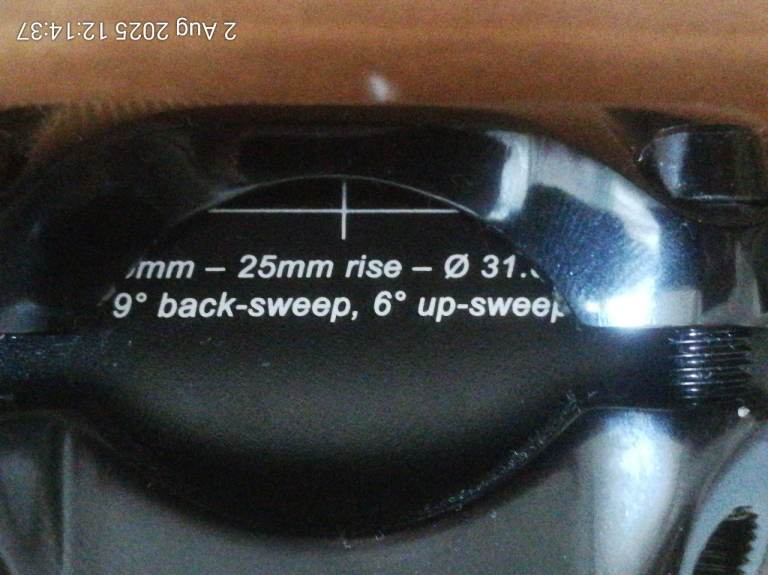 2 Aug 2025 12:14:37
mm – 25mm rise – Ø 31.
9° back-sweep, 6° up-sweep